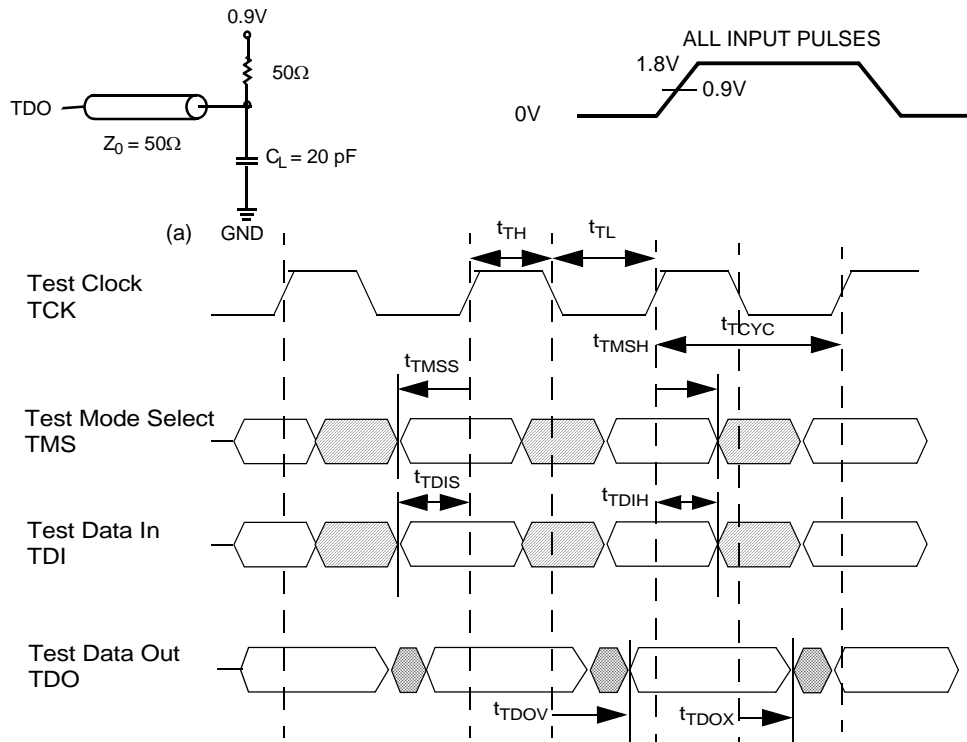 0.9V
50Ω
TDO
Z0 = 50Ω
CL = 20 pF
(a)
GND
ALL INPUT PULSES
1.8V
0.9V
0V
tTH
tTL
Test Clock
TCK
tTCYC
tTMSH
tTMSS
Test Mode Select
TMS
tTDIS
tTDIH
Test Data In
TDI
Test Data Out
TDO
tTDOV
tTDOX